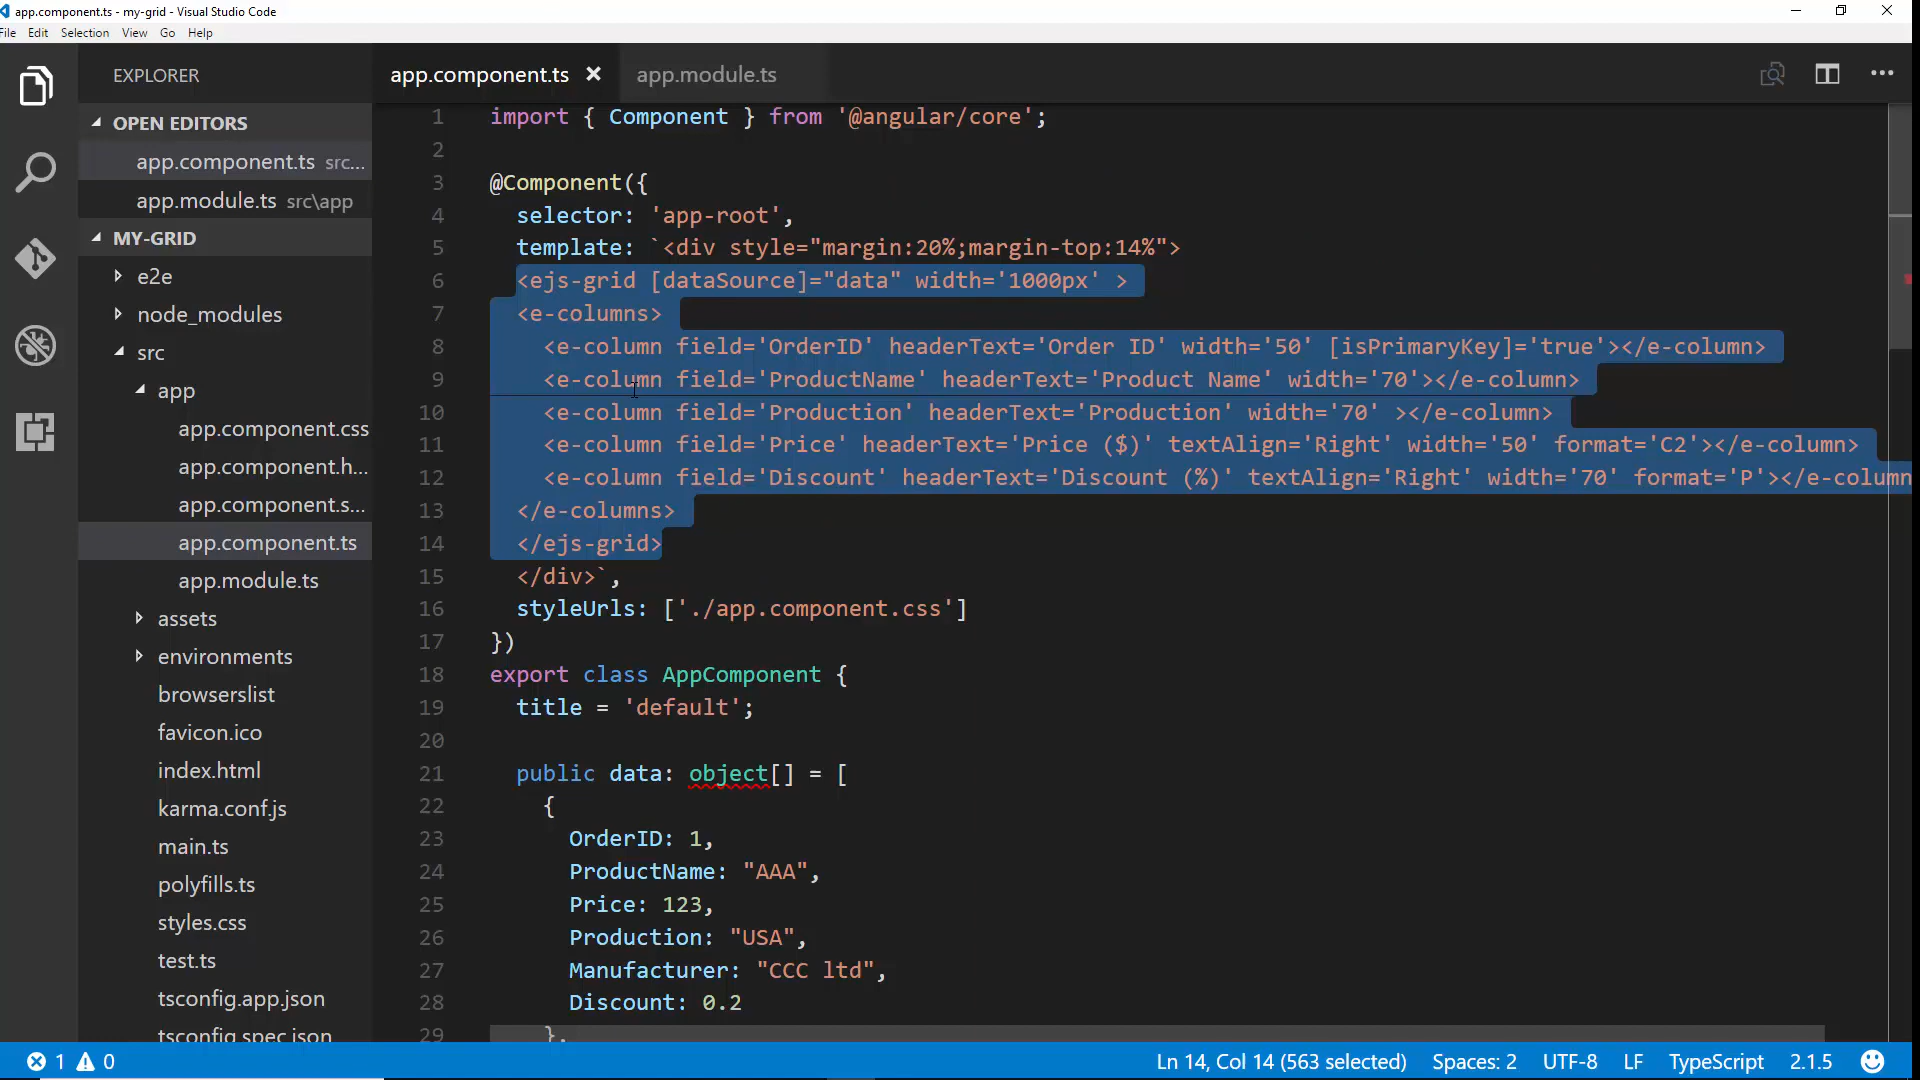 app.component.ts - my-grid - Visual Studio Code
File Edit Selection View Go Help
EXPLORER
OPEN EDITORS
app.component.ts src...
app.module.ts src\app
MY-GRID
e2e
node_modules
src
app
app.component.css
app.component.h...
app.component.s...
app.component.ts
app.module.ts
assets
environments
browserslist
favicon.ico
index.html
karma.conf.js
main.ts
polyfills.ts
styles.css
test.ts
tsconfig.app.json
tsconfig.spec.json
app.component.ts app.module.ts
1 import { Component } from '@angular/core';
2
3 @Component({
4 selector: 'app-root',
5 template: `<div style="margin:20%;margin-top:14%">
6 <ejs-grid [dataSource]="data" width='1000px' >
7 <e-columns>
8 <e-column field='OrderID' headerText='Order ID' width='50' [isPrimaryKey]='true'></e-column>
9 <e-column field='ProductName' headerText='Product Name' width='70'></e-column>
10 <e-column field='Production' headerText='Production' width='70' ></e-column>
11 <e-column field='Price' headerText='Price ($)' textAlign='Right' width='50' format='C2'></e-column>
12 <e-column field='Discount' headerText='Discount (%)' textAlign='Right' width='70' format='P'></e-column
13 </e-columns>
14 </ejs-grid>
15 </div>`,
16 styleUrls: ['./app.component.css']
17 })
18 export class AppComponent {
19 title = 'default';
20
21 public data: object[] = [
22 {
23 OrderID: 1,
24 ProductName: "AAA",
25 Price: 123,
26 Production: "USA",
27 Manufacturer: "CCC ltd",
28 Discount: 0.2
29 },
1 0 Ln 14, Col 14 (563 selected) Spaces: 2 UTF-8 LF TypeScript 2.1.5